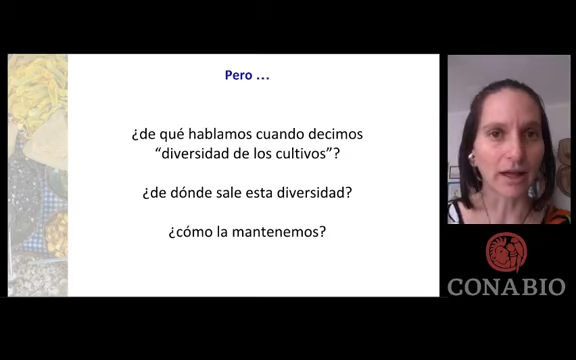 Pero …
¿de qué hablamos cuando decimos
“diversidad de los cultivos”?
¿de dónde sale esta diversidad?
¿cómo la mantenemos?
CONABIO